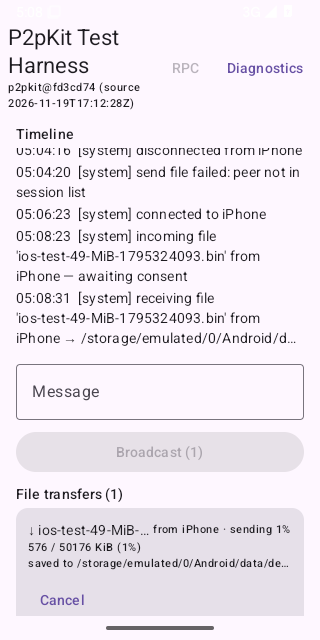 P2pKit Test
Harness
p2pkit@fd3cd74 (source
2026-11-19T17:12:28Z)
RPC
Diagnostics
Timeline
05:04:16 [system] disconnected from iPhone
05:04:20 [system] send file failed: peer not in
session list
05:06:23 [system] connected to iPhone
05:08:23 [system] incoming file
'ios-test-49-MiB-1795324093.bin' from
iPhone — awaiting consent
05:08:31 [system] receiving file
'ios-test-49-MiB-1795324093.bin' from
iPhone → /storage/emulated/0/Android/d…
Message
Broadcast (1)
File transfers (1)
↓ ios-test-49-MiB-… from iPhone · sending 1%
576 / 50176 KiB (1%)
saved to /storage/emulated/0/Android/data/de…
Cancel